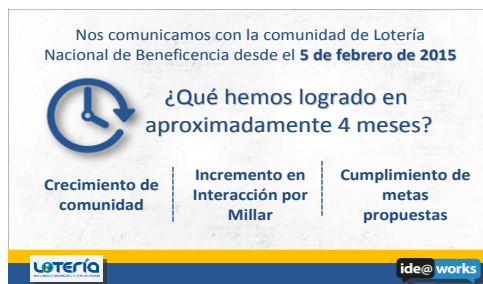 Nos comunicamos con la comunidad de Lotería
Nacional de Beneficencia desde el 5 de febrero de 2015
¿Qué hemos logrado en
aproximadamente 4 meses?
Crecimiento de
comunidad
Incremento en
Interacción por
Millar
Cumplimiento de
metas
propuestas
LOTERÍA
ide@ works